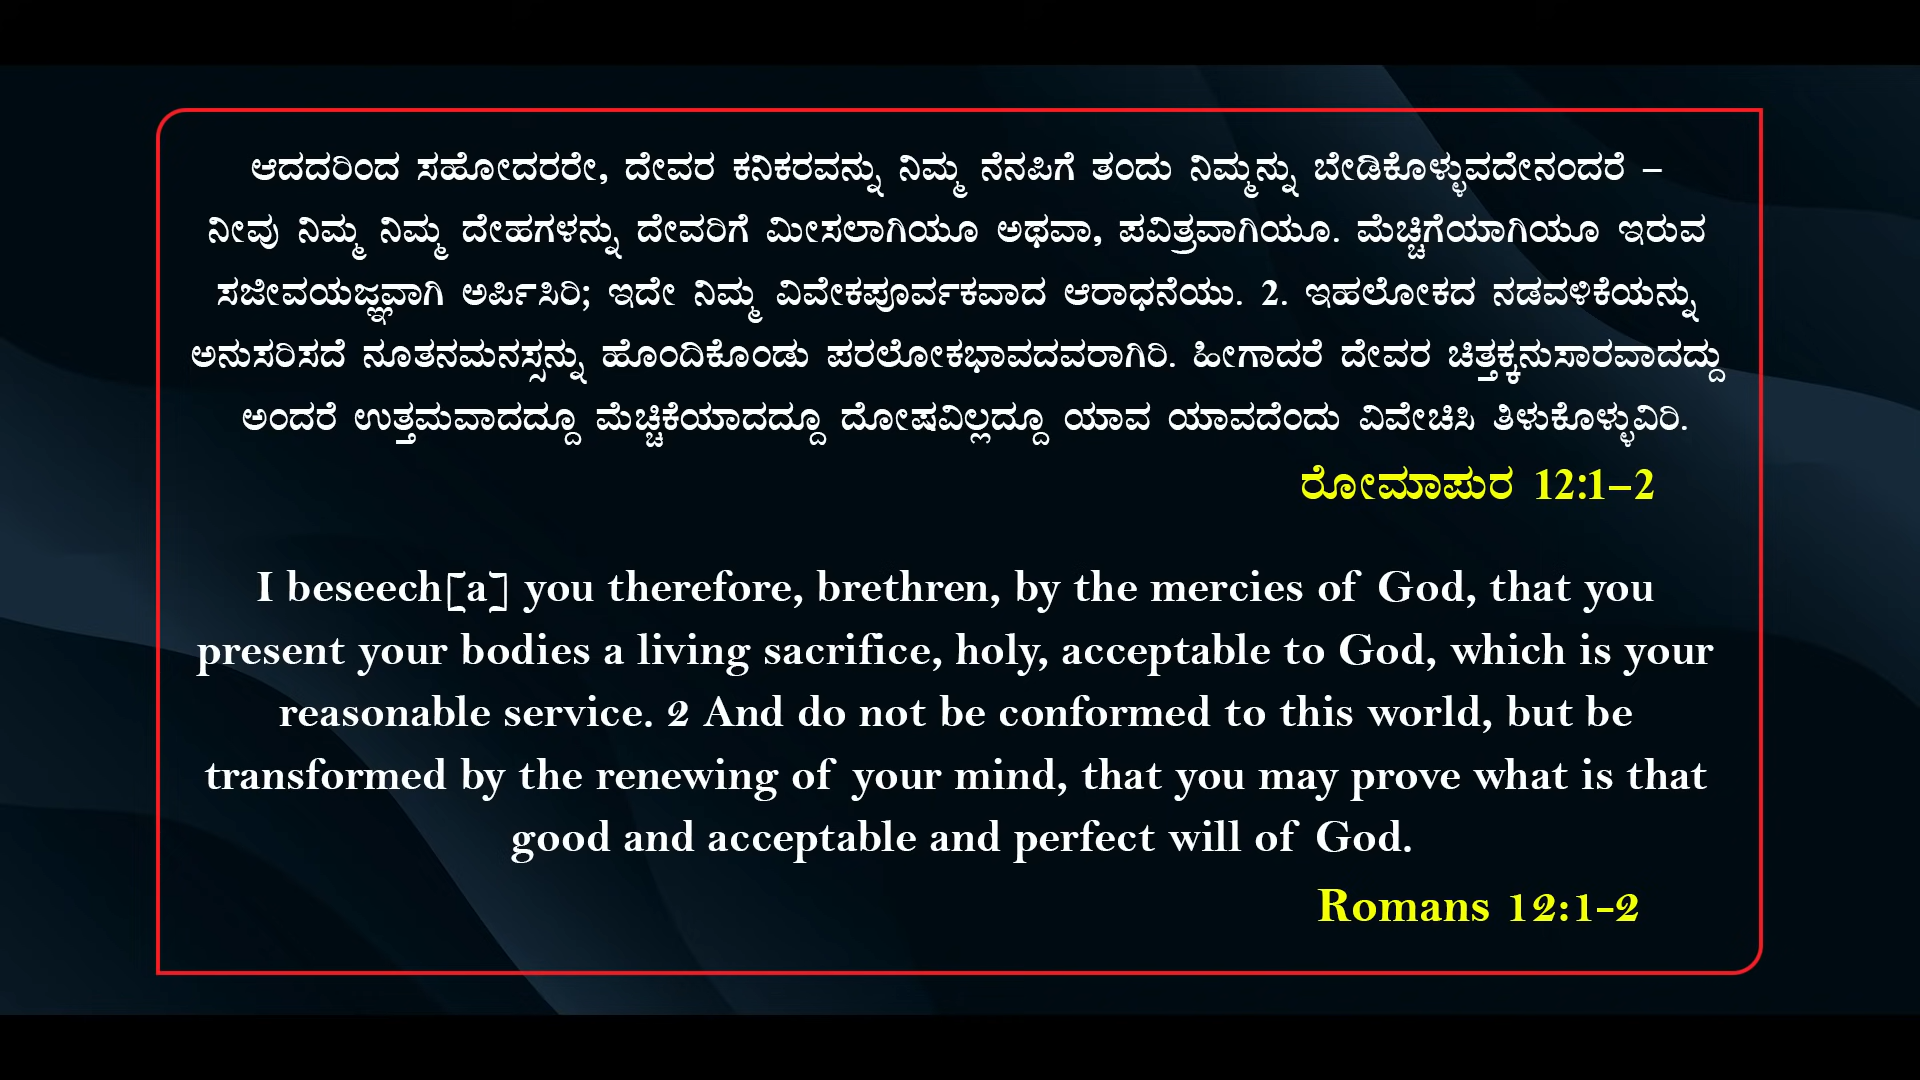 ಆದದರಿಂದ ಸಹೋದರರೇ, ದೇವರ ಕನಿಕರವನ್ನು ನಿಮ್ಮ ನೆನಪಿಗೆ ತಂದು ನಿಮ್ಮನ್ನು ಬೇಡಿಕೊಳ್ಳುವದೇನಂದರೆ –
ನೀವು ನಿಮ್ಮ ನಿಮ್ಮ ದೇಹಗಳನ್ನು ದೇವರಿಗೆ ಮೀಸಲಾಗಿಯೂ ಅಥವಾ, ಪವಿತ್ರವಾಗಿಯೂ. ಮೆಚ್ಚಿಗೆಯಾಗಿಯೂ ಇರುವ
ಸಜೀವಯಜ್ಞವಾಗಿ ಅರ್ಪಿಸಿರಿ; ಇದೇ ನಿಮ್ಮ ವಿವೇಕಪೂರ್ವಕವಾದ ಆರಾಧನೆಯು. 2. ಇಹಲೋಕದ ನಡವಳಿಕೆಯನ್ನು
ಅನುಸರಿಸದೆ ನೂತನಮನಸ್ಸನ್ನು ಹೊಂದಿಕೊಂಡು ಪರಲೋಕಭಾವದವರಾಗಿರಿ. ಹೀಗಾದರೆ ದೇವರ ಚಿತ್ತಕ್ಕನುಸಾರವಾದದ್ದು
ಅಂದರೆ ಉತ್ತಮವಾದದ್ದೂ ಮೆಚ್ಚಿಕೆಯಾದದ್ದೂ ದೋಷವಿಲ್ಲದ್ದೂ ಯಾವ ಯಾವದೆಂದು ವಿವೇಚಿಸಿ ತಿಳುಕೊಳ್ಳುವಿರಿ.
ರೋಮಾಪುರ 12:1–2
I beseech[a] you therefore, brethren, by the mercies of God, that you
present your bodies a living sacrifice, holy, acceptable to God, which is your
reasonable service. 2 And do not be conformed to this world, but be
transformed by the renewing of your mind, that you may prove what is that
good and acceptable and perfect will of God.
Romans 12:1-2